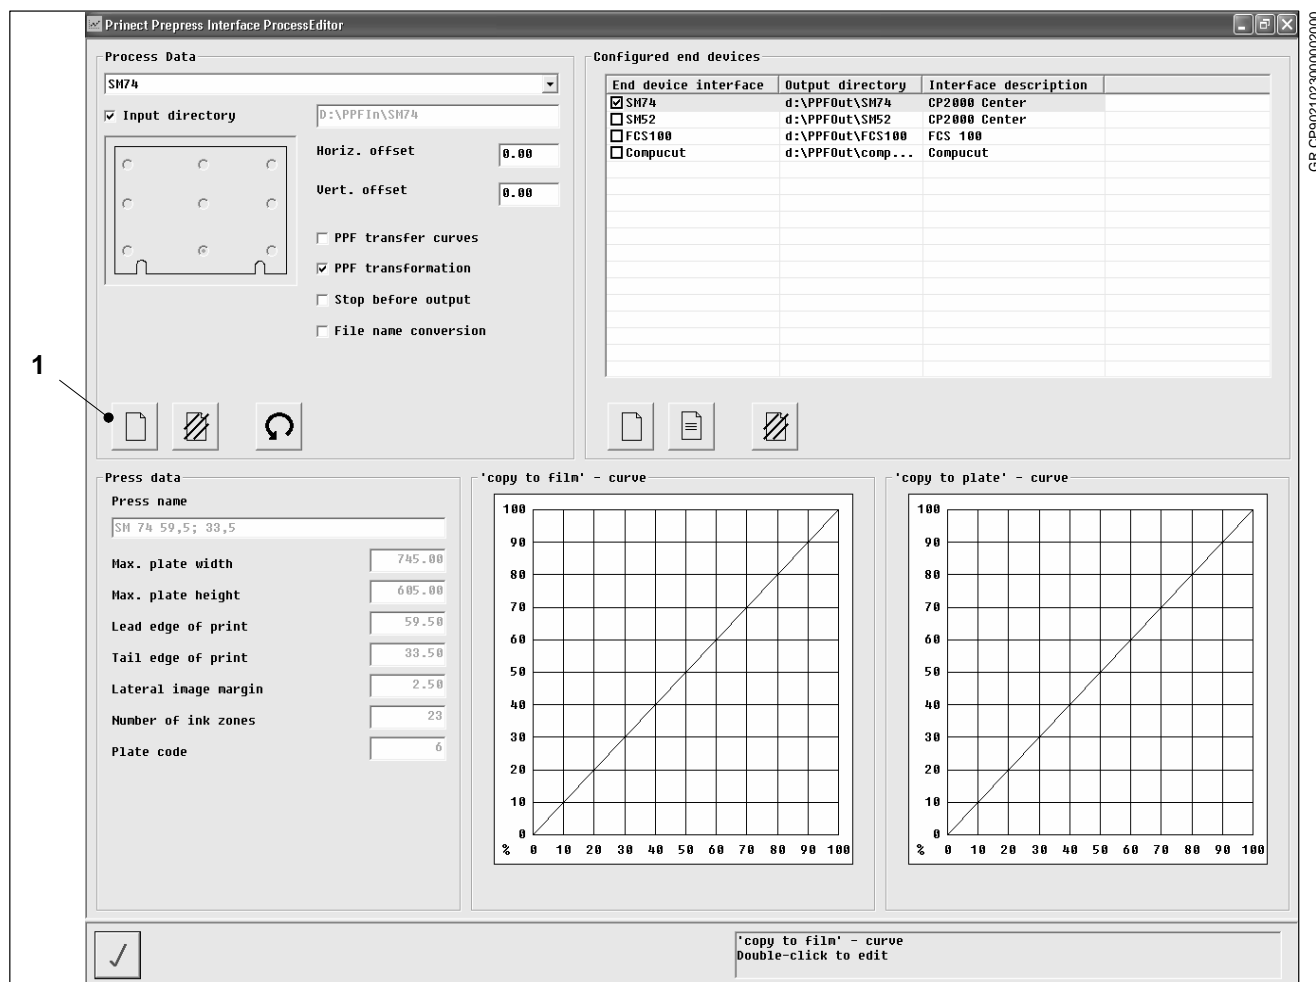 Prinect Prepress Interface ProcessEditor
Process Data
SM74
Input directory
D:\PPFIn\SM74
Horiz. offset
0.00
Vert. offset
0.00
PPF transfer curves
PPF transformation
Stop before output
File name conversion
1
Configured end devices
End device interface Output directory Interface description
SM74 d:\PPFOut\SM74 CP2000 Center
SM52 d:\PPFOut\SM52 CP2000 Center
FCS100 d:\PPFOut\FCS100 FCS 100
Compucut d:\PPFOut\comp... Compucut
Press data
Press name
SM 74 59,5; 33,5
Max. plate width 745.00
Max. plate height 605.00
Lead edge of print 59.50
Tail edge of print 33.50
Lateral image margin 2.50
Number of ink zones 23
Plate code 6
'copy to film' - curve
100
90
80
70
60
50
40
30
20
10
0
% 0 10 20 30 40 50 60 70 80 90 100
'copy to plate' - curve
100
90
80
70
60
50
40
30
20
10
0
% 0 10 20 30 40 50 60 70 80 90 100
'copy to film' - curve
Double-click to edit
GR.CP9021023000002000